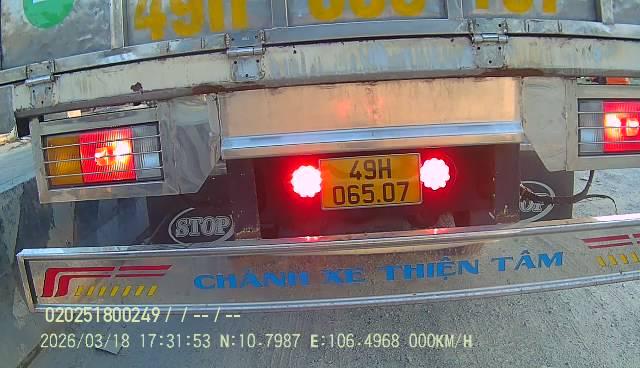 49H
49H
065.07
STOP
CHÀNH XE THIỆN TÂM
020251800249/ / -- / --
2026/03/18 17:31:53 N:10.7987 E:106.4968 000KM/H